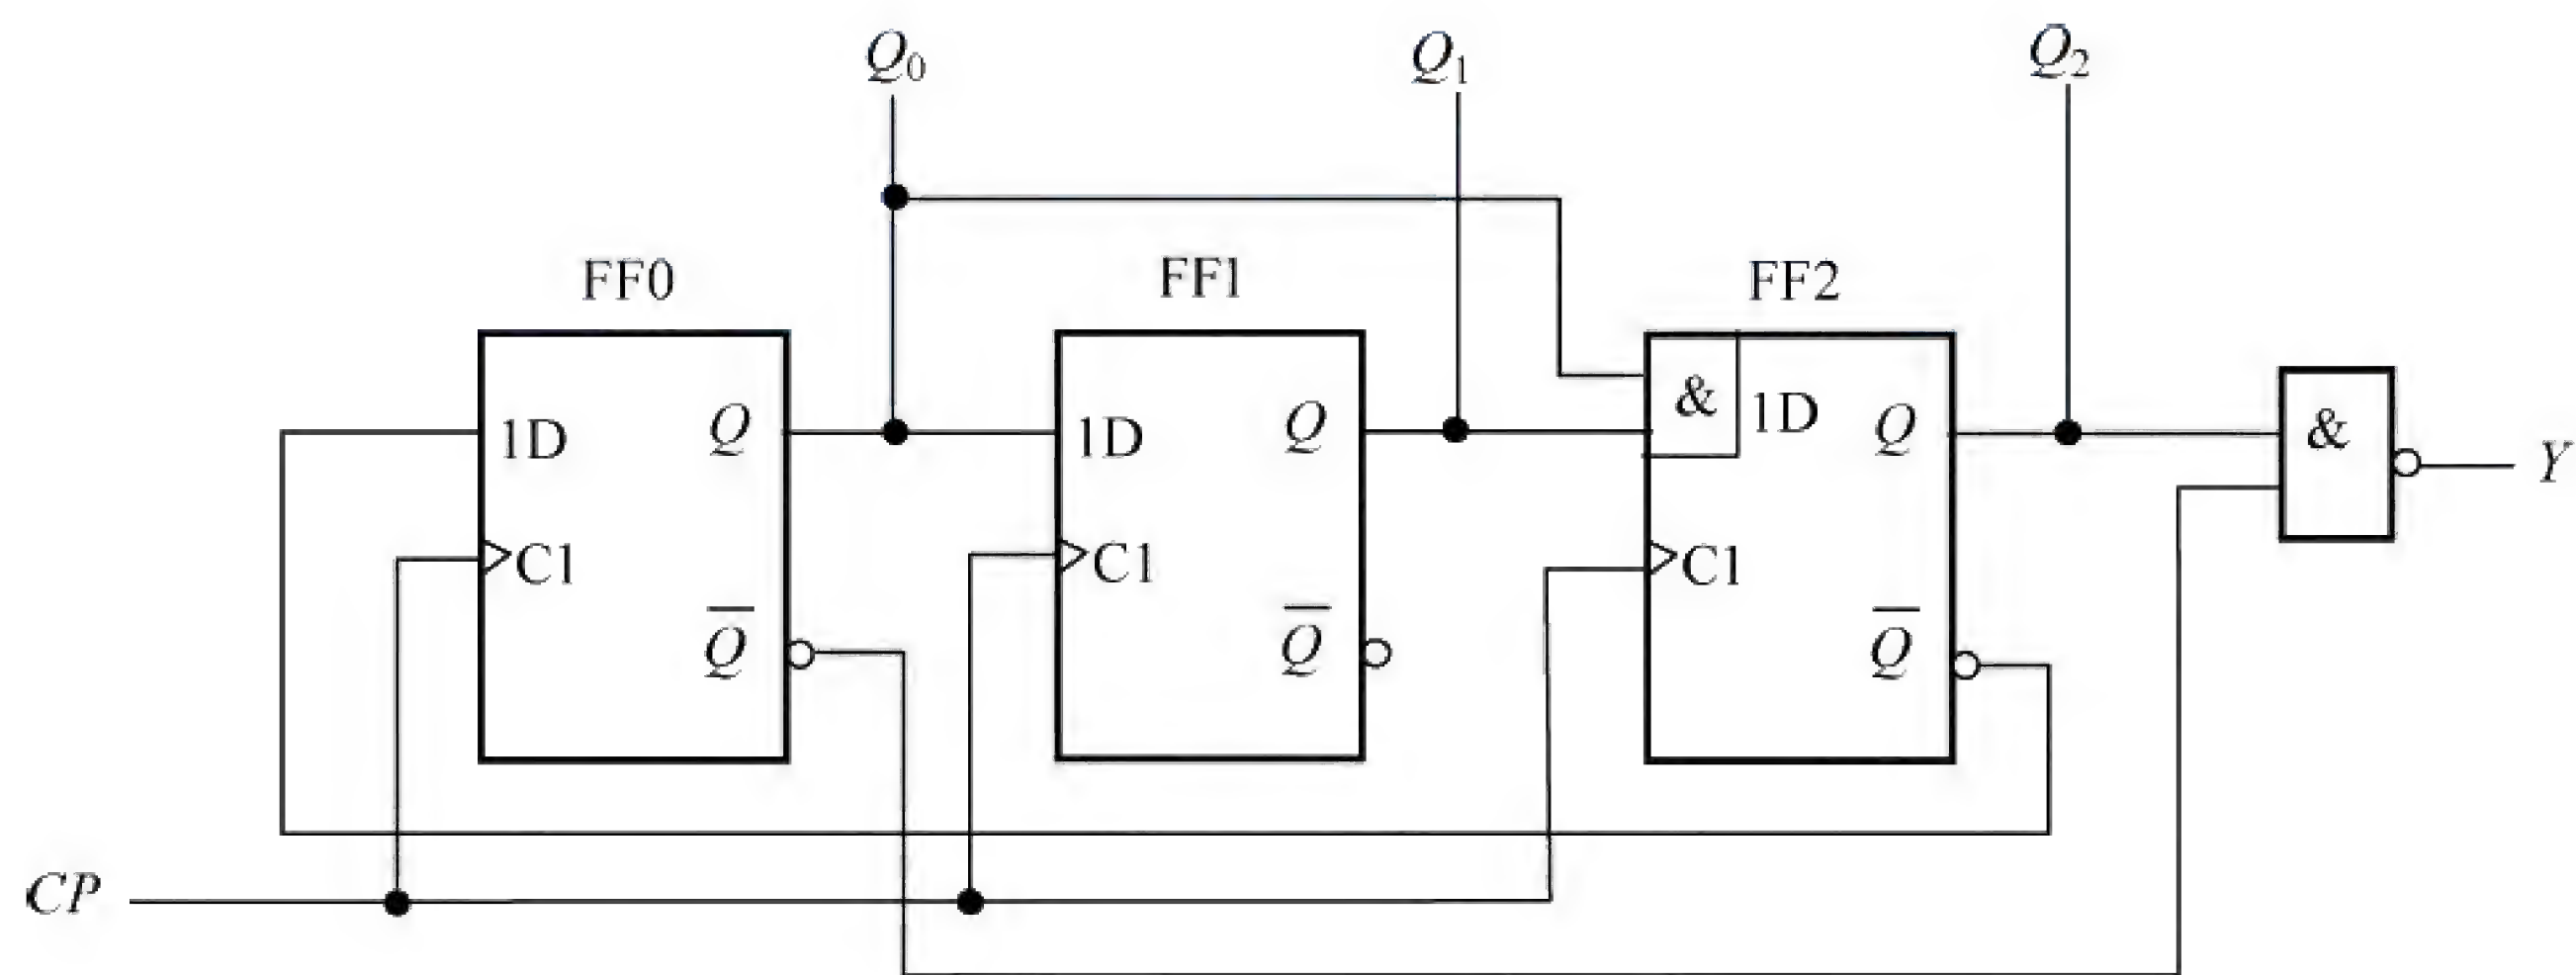 Q₀ Q₁ Q₂
FF0 FF1 FF2
1D Q 1D Q & 1D Q & Y
C1 C1 C1
Q̅ Q̅ Q̅
CP